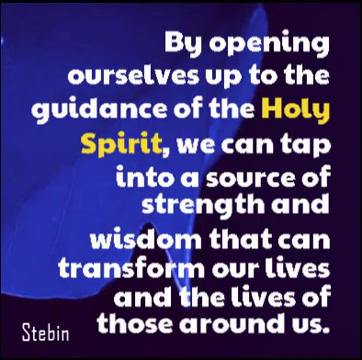 By opening
ourselves up to the
guidance of the Holy
Spirit, we can tap
into a source of
strength and
wisdom that can
transform our lives
and the lives of
those around us.
Stebin